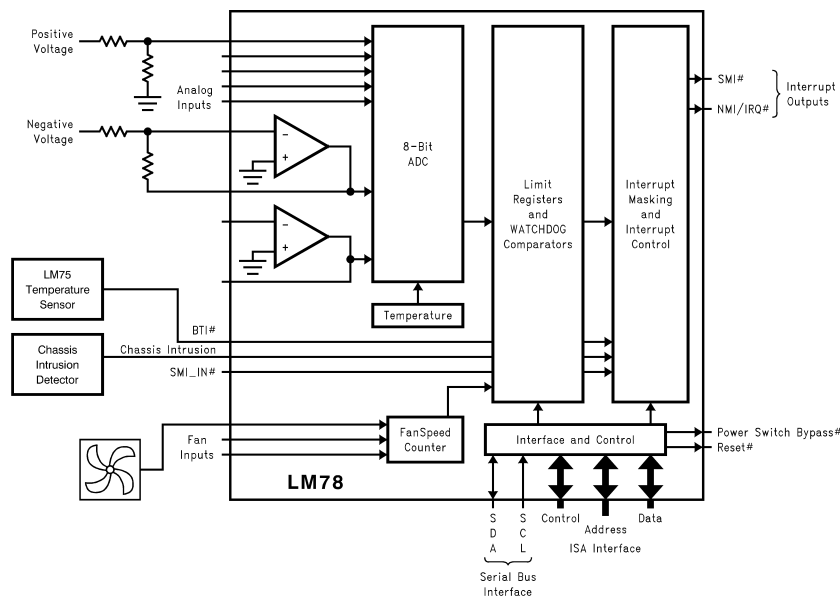 Positive
Voltage
Analog
Inputs
Negative
Voltage
−
+
−
+
8-Bit
ADC
Limit
Registers
and
WATCHDOG
Comparators
Interrupt
Masking
and
Interrupt
Control
SMI#
NMI/IRQ#
Interrupt
Outputs
LM75
Temperature
Sensor
Temperature
BTI#
Chassis
Intrusion
Detector
Chassis Intrusion
SMI_IN#
Fan
Inputs
FanSpeed
Counter
Interface and Control
Power Switch Bypass#
Reset#
LM78
SDA
SCL
Control
Address
Data
ISA Interface
Serial Bus
Interface